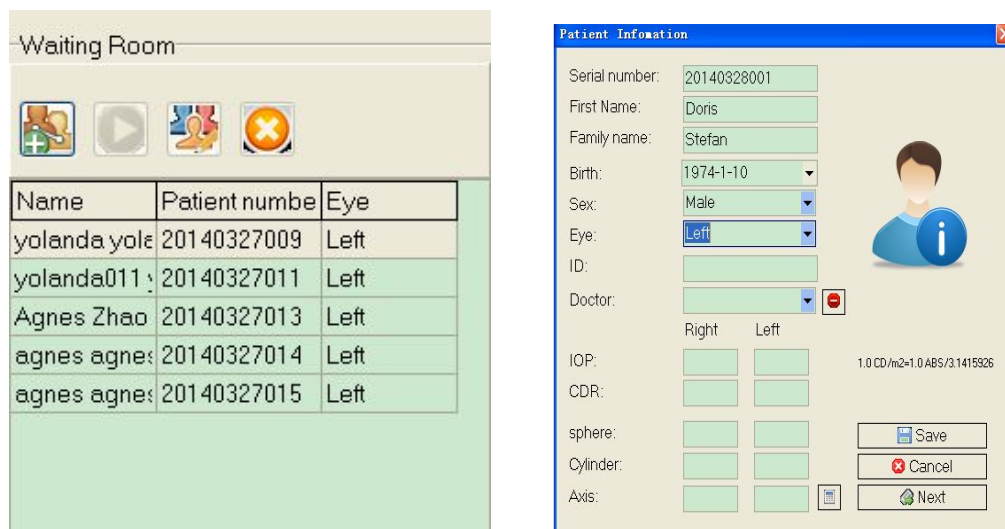 Waiting Room
Name Patient numbe Eye
yolanda yola 20140327009 Left
yolanda011 20140327011 Left
Agnes Zhao 20140327013 Left
agnes agnes 20140327014 Left
agnes agnes 20140327015 Left
Patient Infomation
Serial number: 20140328001
First Name: Doris
Family name: Stefan
Birth: 1974-1-10
Sex: Male
Eye: Left
ID:
Doctor:
Right Left
IOP: 1.0 CD/m2=1.0 ABS/3.1415926
CDR:
sphere: Save
Cylinder: Cancel
Axis: Next